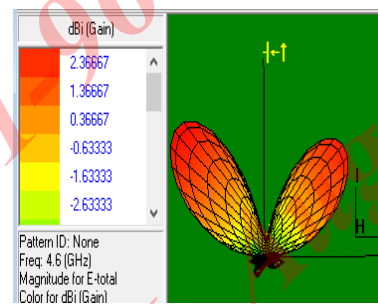 dBi (Gain)
2.36667
1.36667
0.36667
-0.63333
-1.63333
-2.63333
Pattern ID: None
Freq: 4.6 (GHz)
Magnitude for E-total
Color for dBi (Gain)
H